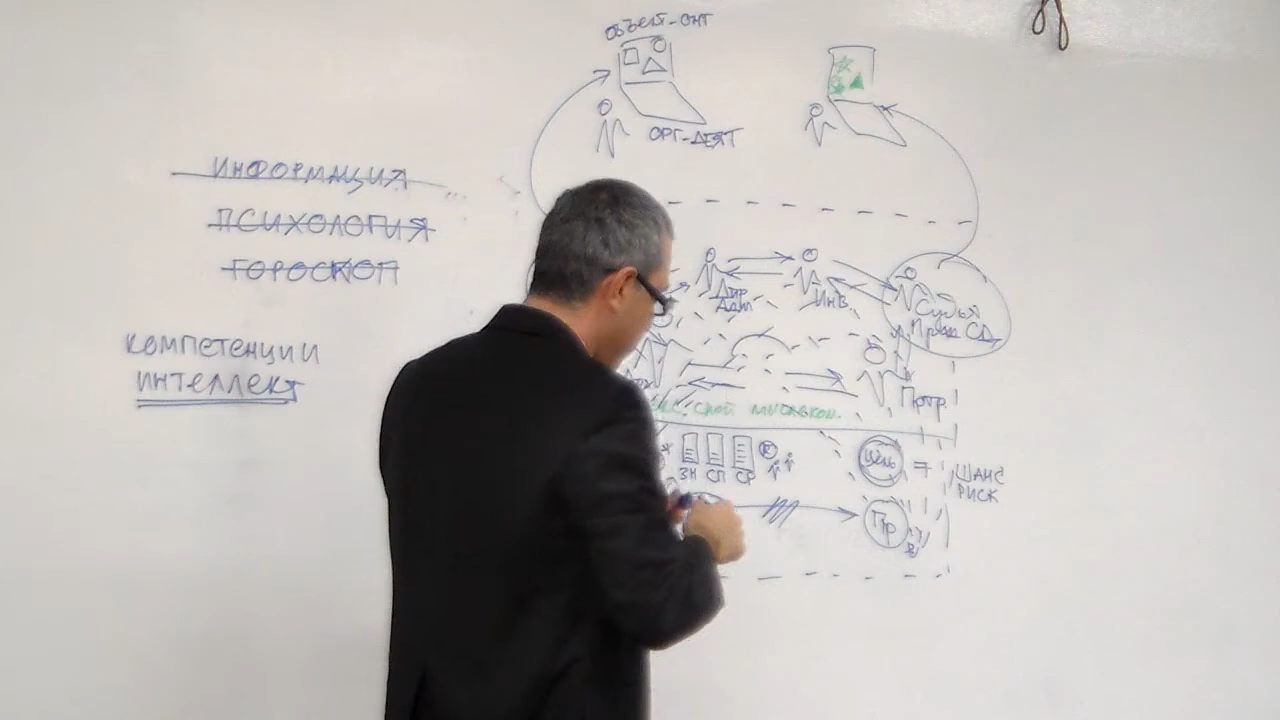 ОБЪЕКТ-ОНТ
ОРГ-ДЕЯТ
ИНФОРМАЦИЯ
ПСИХОЛОГИЯ
ГОРОСКОП
КОМПЕТЕНЦИИ
ИНТЕЛЛЕКТ
Адм
Инв.
Судья
Потр.
слой
ЗН СП СР
Цель = ШАНС
РИСК
Пр